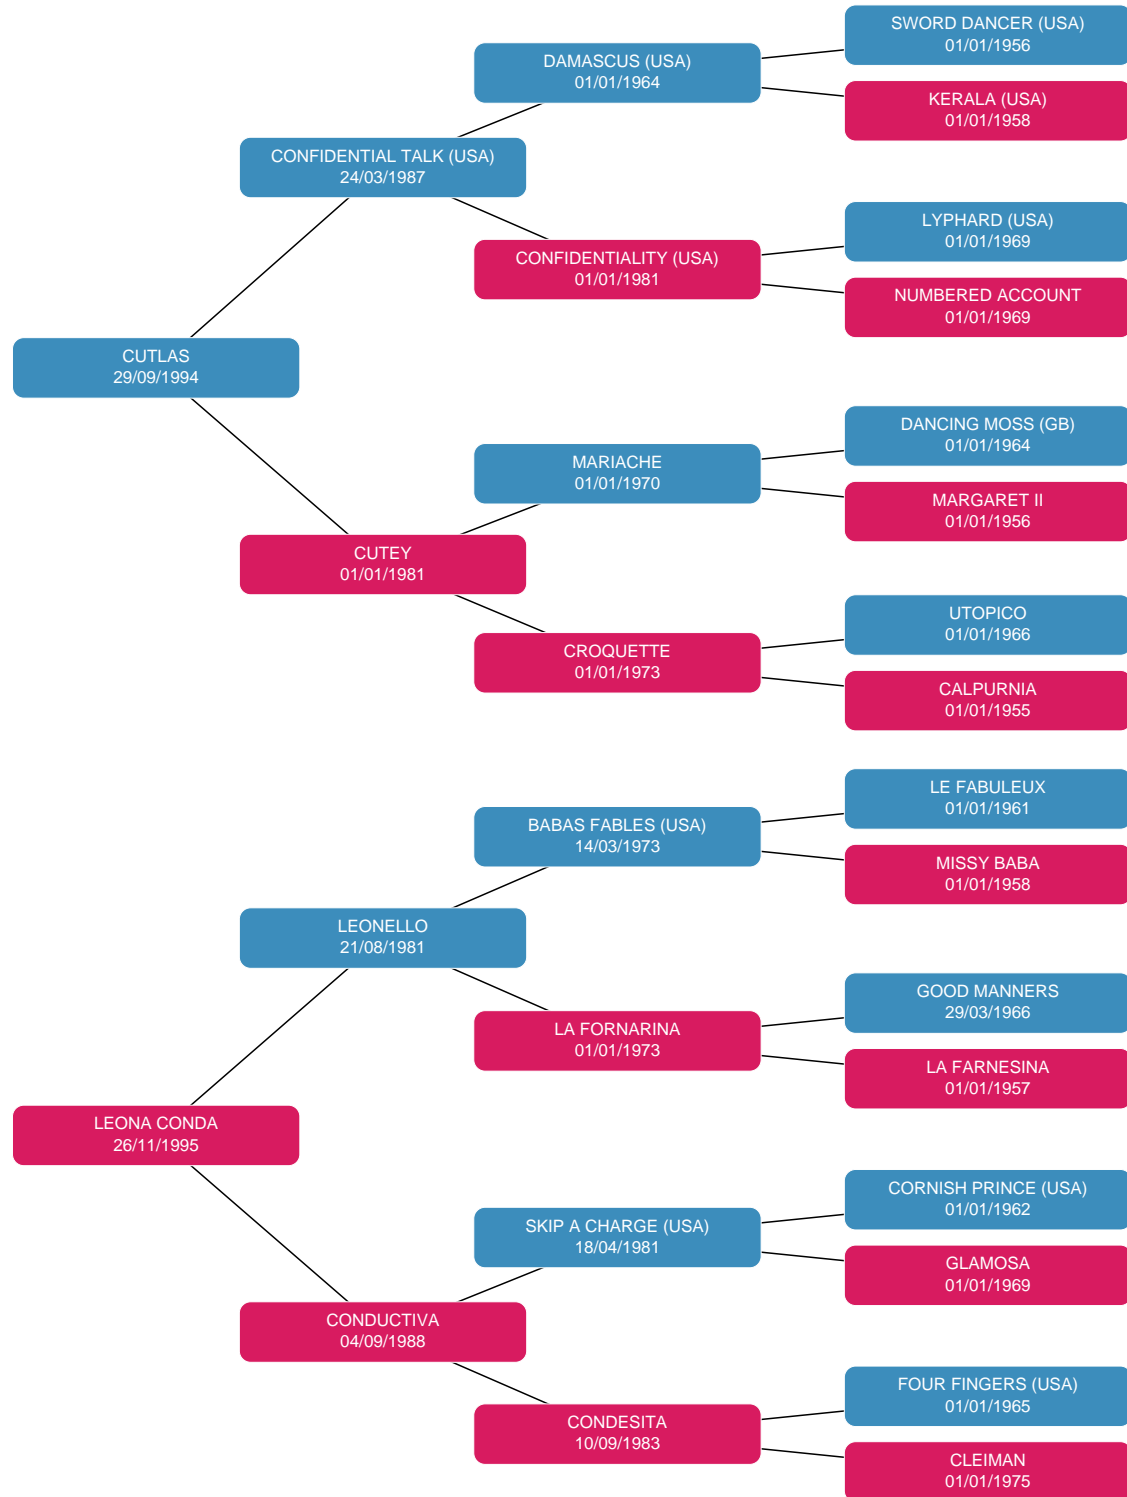 SWORD DANCER (USA)
01/01/1956
DAMASCUS (USA)
01/01/1964
KERALA (USA)
01/01/1958
CONFIDENTIAL TALK (USA)
24/03/1987
LYPHARD (USA)
01/01/1969
CONFIDENTIALITY (USA)
01/01/1981
NUMBERED ACCOUNT
01/01/1969
CUTLAS
29/09/1994
DANCING MOSS (GB)
01/01/1964
MARIACHE
01/01/1970
MARGARET II
01/01/1956
CUTEY
01/01/1981
UTOPICO
01/01/1966
CROQUETTE
01/01/1973
CALPURNIA
01/01/1955
LE FABULEUX
01/01/1961
BABAS FABLES (USA)
14/03/1973
MISSY BABA
01/01/1958
LEONELLO
21/08/1981
GOOD MANNERS
29/03/1966
LA FORNARINA
01/01/1973
LA FARNESINA
01/01/1957
LEONA CONDA
26/11/1995
CORNISH PRINCE (USA)
01/01/1962
SKIP A CHARGE (USA)
18/04/1981
GLAMOSA
01/01/1969
CONDUCTIVA
04/09/1988
FOUR FINGERS (USA)
01/01/1965
CONDESITA
10/09/1983
CLEIMAN
01/01/1975